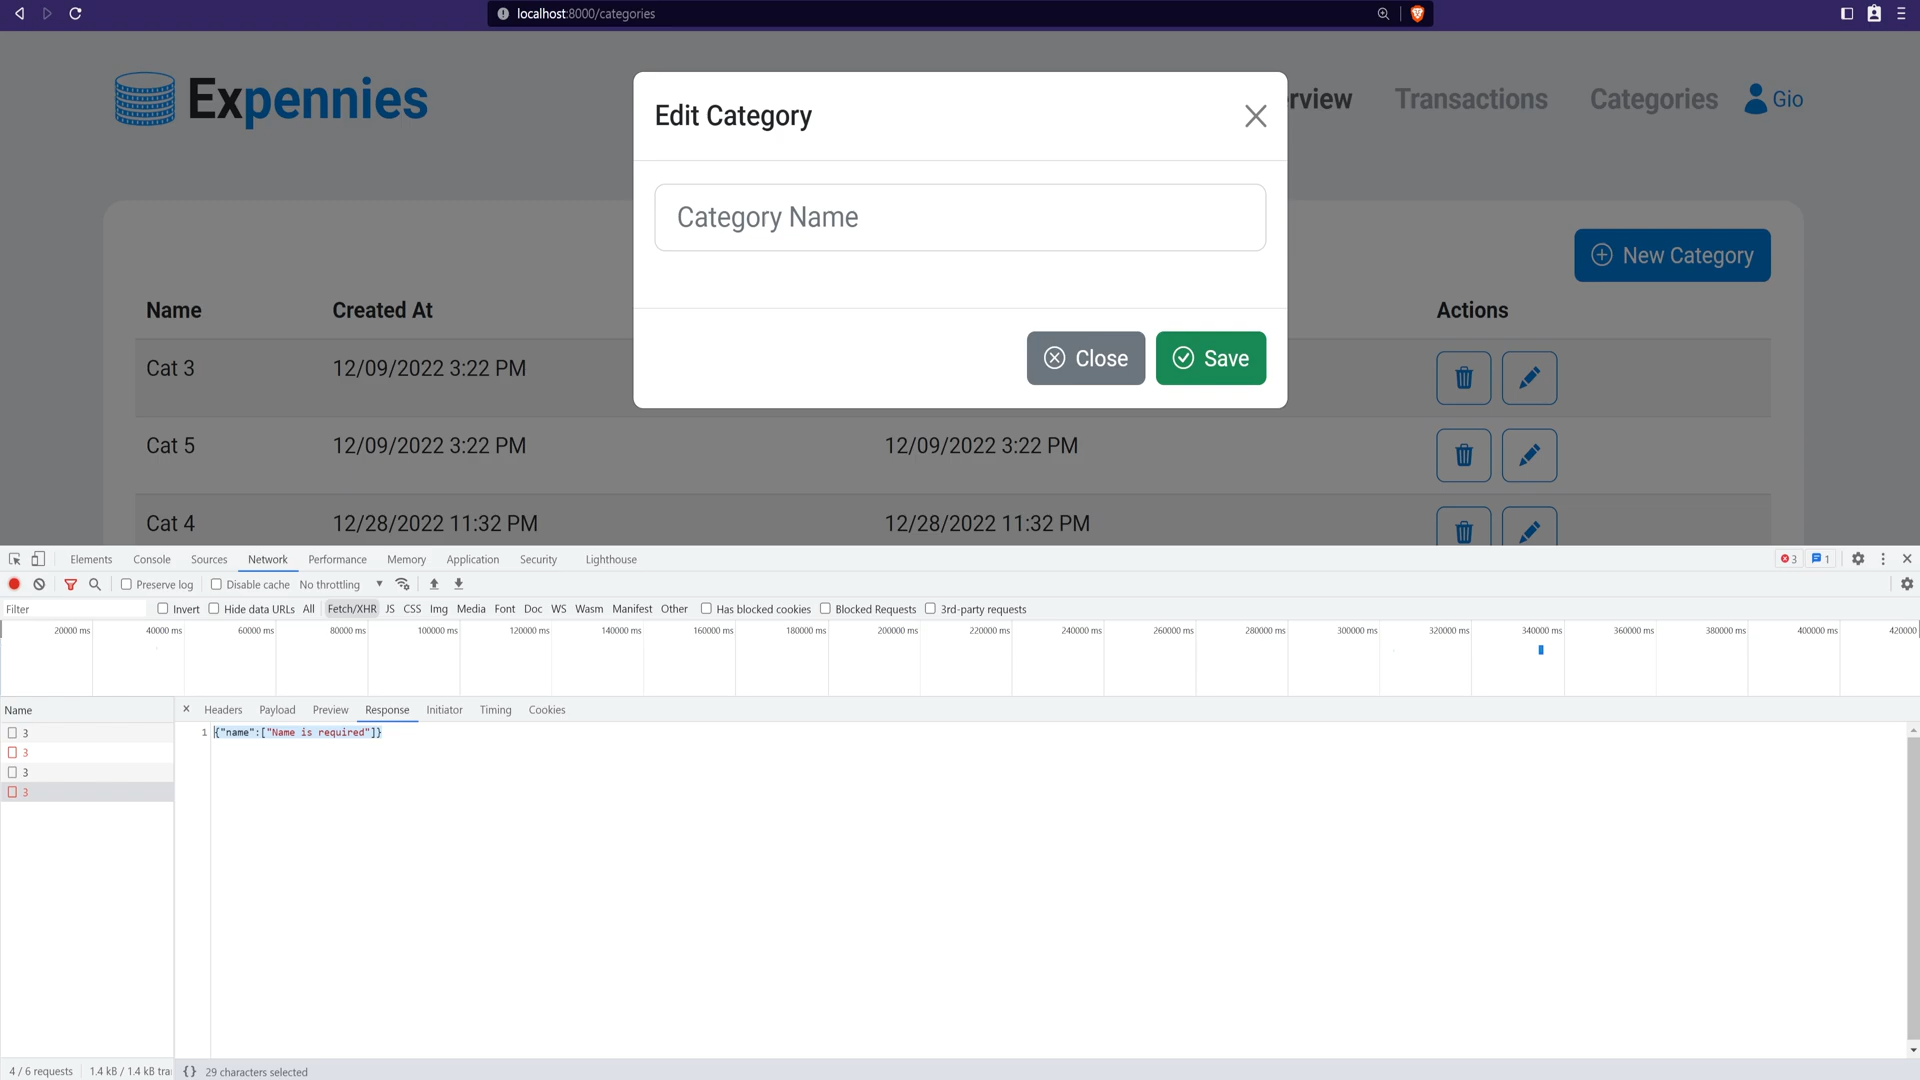 localhost:8000/categories
Expennies
Edit Category
rview Transactions Categories Gio
Category Name
New Category
Name Created At Actions
Close Save
Cat 3 12/09/2022 3:22 PM
Cat 5 12/09/2022 3:22 PM 12/09/2022 3:22 PM
Cat 4 12/28/2022 11:32 PM 12/28/2022 11:32 PM
Elements Console Sources Network Performance Memory Application Security Lighthouse 3 1
Preserve log Disable cache No throttling
Filter Invert Hide data URLs All Fetch/XHR JS CSS Img Media Font Doc WS Wasm Manifest Other Has blocked cookies Blocked Requests 3rd-party requests
20000 ms 40000 ms 60000 ms 80000 ms 100000 ms 120000 ms 140000 ms 160000 ms 180000 ms 200000 ms 220000 ms 240000 ms 260000 ms 280000 ms 300000 ms 320000 ms 340000 ms 360000 ms 380000 ms 400000 ms 420000
Name Headers Payload Preview Response Initiator Timing Cookies
3
3
3
3
1 {"name":["Name is required"]}
4 / 6 requests 1.4 kB / 1.4 kB tra {} 29 characters selected